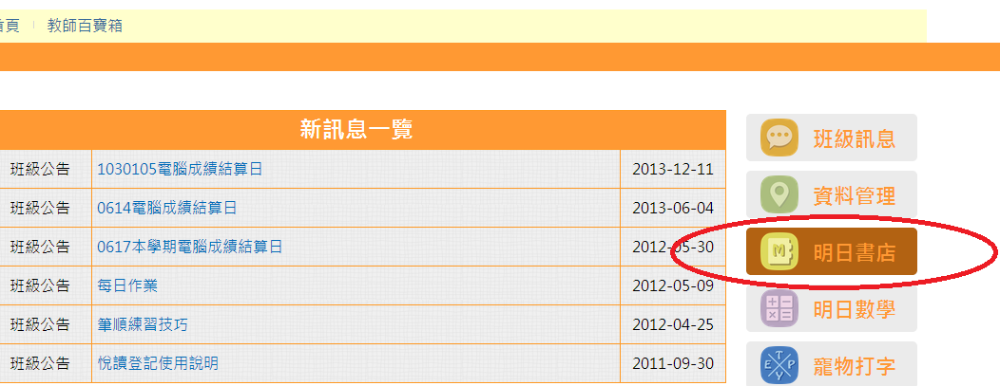 首頁 教師百寶箱
新訊息一覽
班級公告 1030105電腦成績結算日 2013-12-11
班級公告 0614電腦成績結算日 2013-06-04
班級公告 0617本學期電腦成績結算日 2012-05-30
班級公告 每日作業 2012-05-09
班級公告 筆順練習技巧 2012-04-25
班級公告 悅讀登記使用說明 2011-09-30
班級訊息
資料管理
M
明日書店
明日數學
TYPE
寵物打字